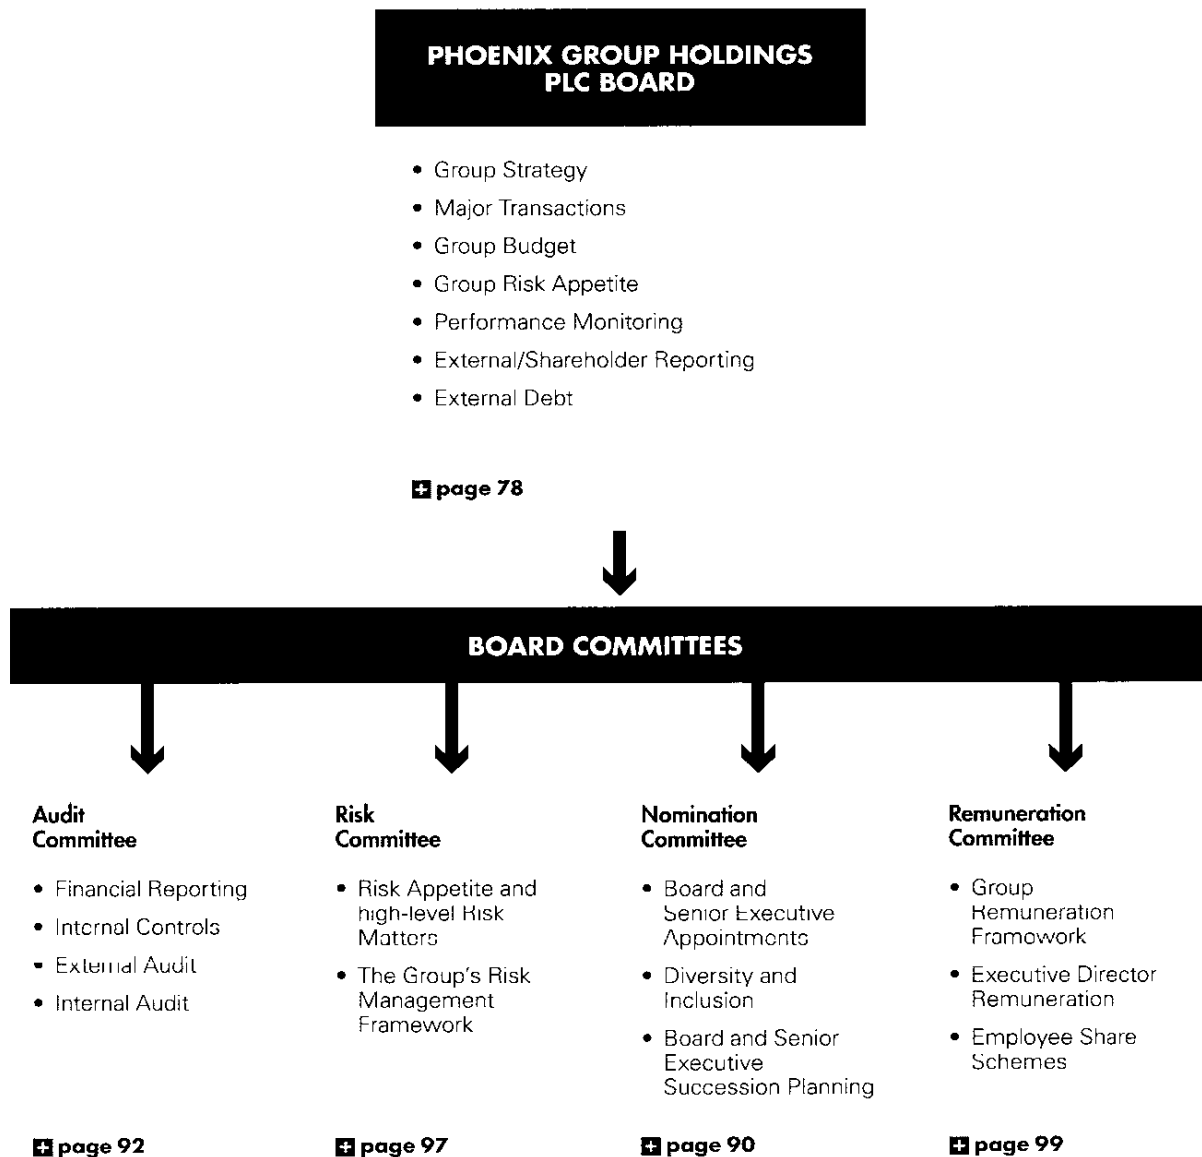 PHOENIX GROUP HOLDINGS
PLC BOARD
• Group Strategy
• Major Transactions
• Group Budget
• Group Risk Appetite
• Performance Monitoring
• External/Shareholder Reporting
• External Debt
page 78
BOARD COMMITTEES
Audit
Committee
• Financial Reporting
• Internal Controls
• External Audit
• Internal Audit
page 92
Risk
Committee
• Risk Appetite and
high-level Risk
Matters
• The Group's Risk
Management
Framework
page 97
Nomination
Committee
• Board and
Senior Executive
Appointments
• Diversity and
Inclusion
• Board and Senior
Executive
Succession Planning
page 90
Remuneration
Committee
• Group
Remuneration
Framework
• Executive Director
Remuneration
• Employee Share
Schemes
page 99